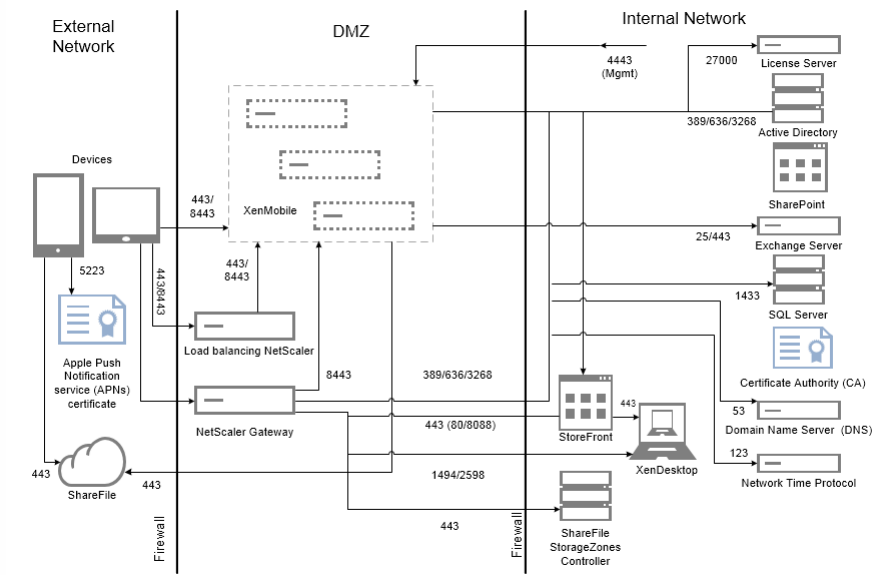 External
Network
DMZ
Internal Network
4443
(Mgmt)
27000
License Server
389/636/3268
Active Directory
Devices
443/
8443
XenMobile
SharePoint
25/443
Exchange Server
5223
443/8443
443/
8443
1433
SQL Server
Load balancing NetScaler
Apple Push
Notification
service (APNs)
certificate
8443
389/636/3268
Certificate Authority (CA)
443
53
NetScaler Gateway
443 (80/8088)
StoreFront
Domain Name Server (DNS)
123
443
ShareFile
443
1494/2598
XenDesktop
Network Time Protocol
Firewall
443
Firewall
ShareFile
StorageZones
Controller